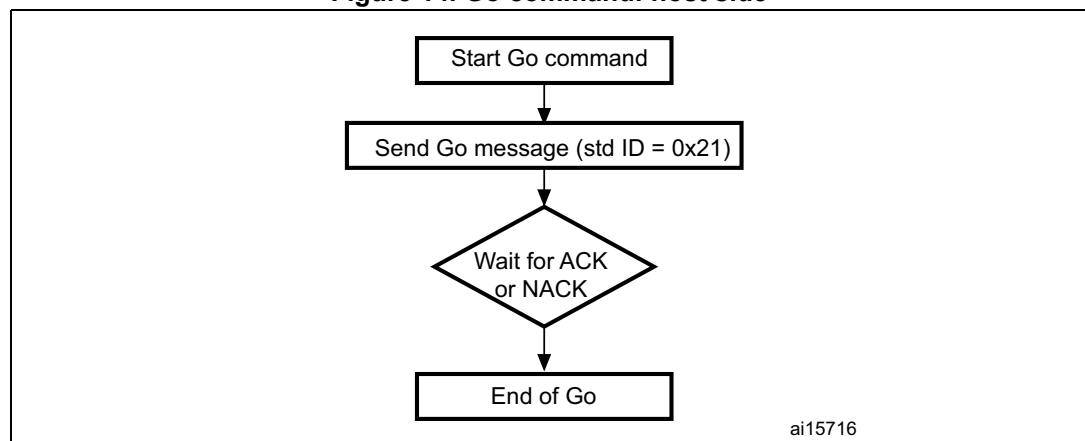 Start Go command
Send Go message (std ID = 0x21)
Wait for ACK
or NACK
End of Go
ai15716